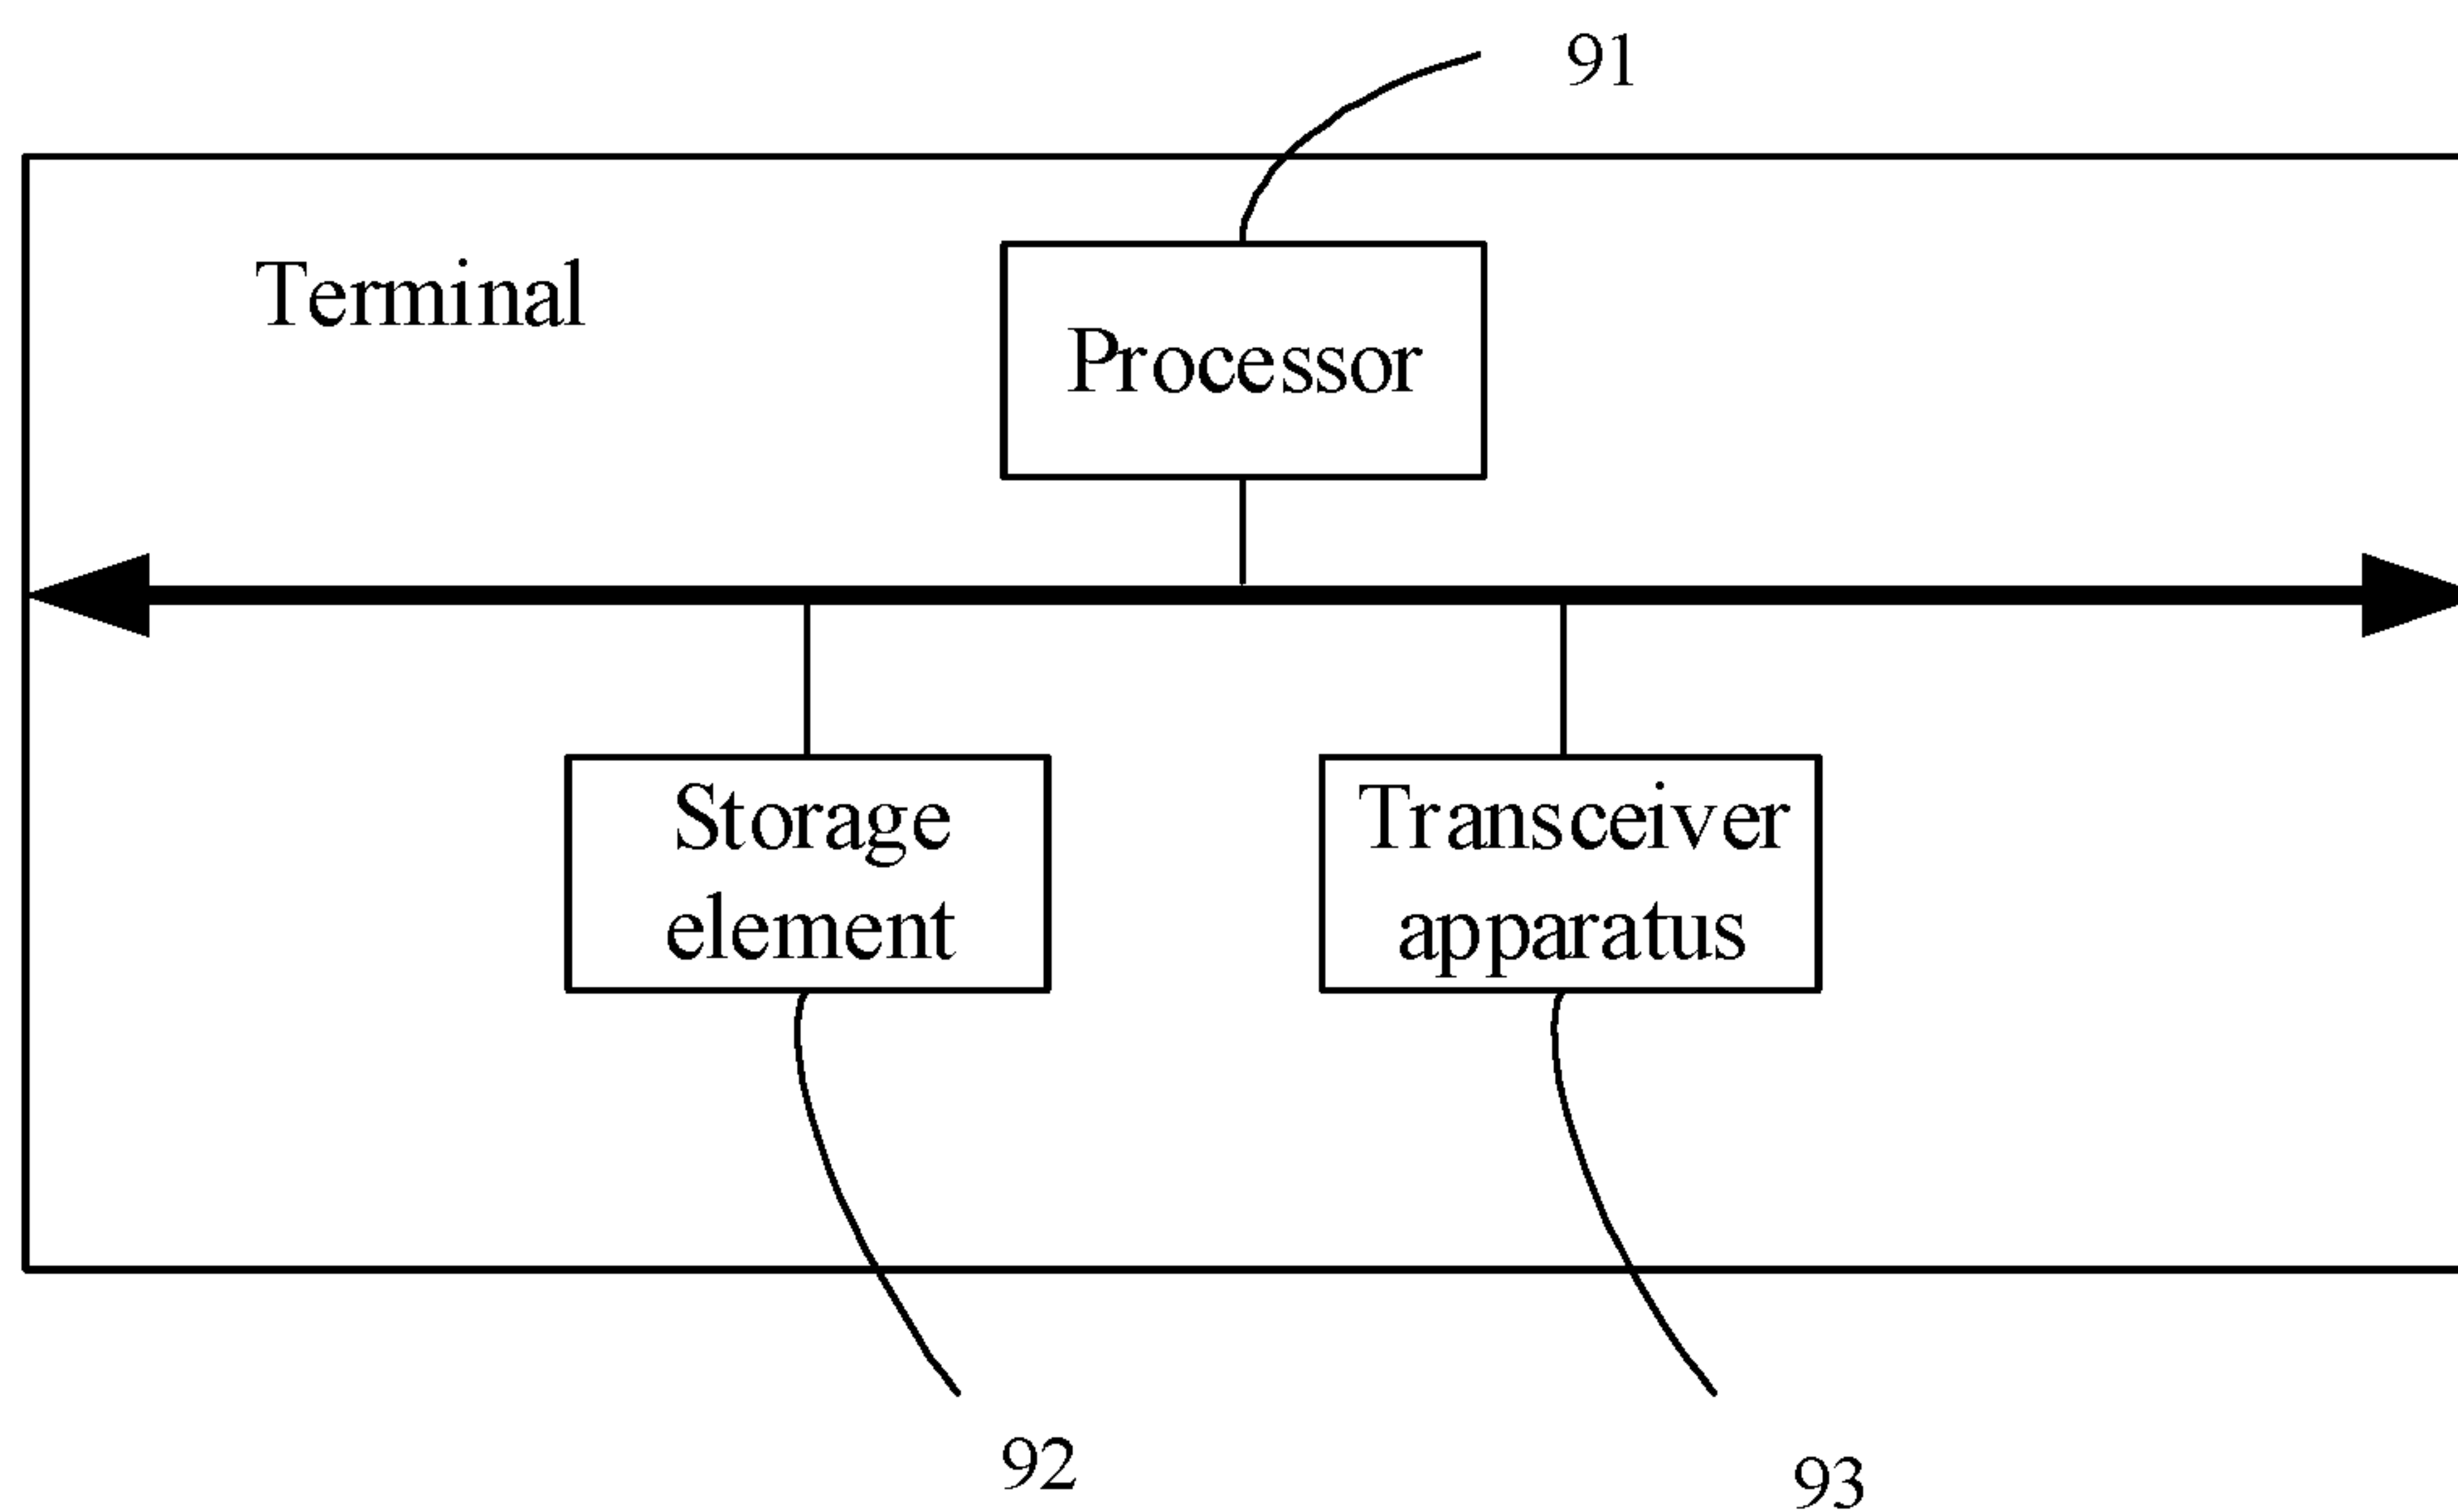 91
Terminal
Processor
Storage
element
Transceiver
apparatus
92
93